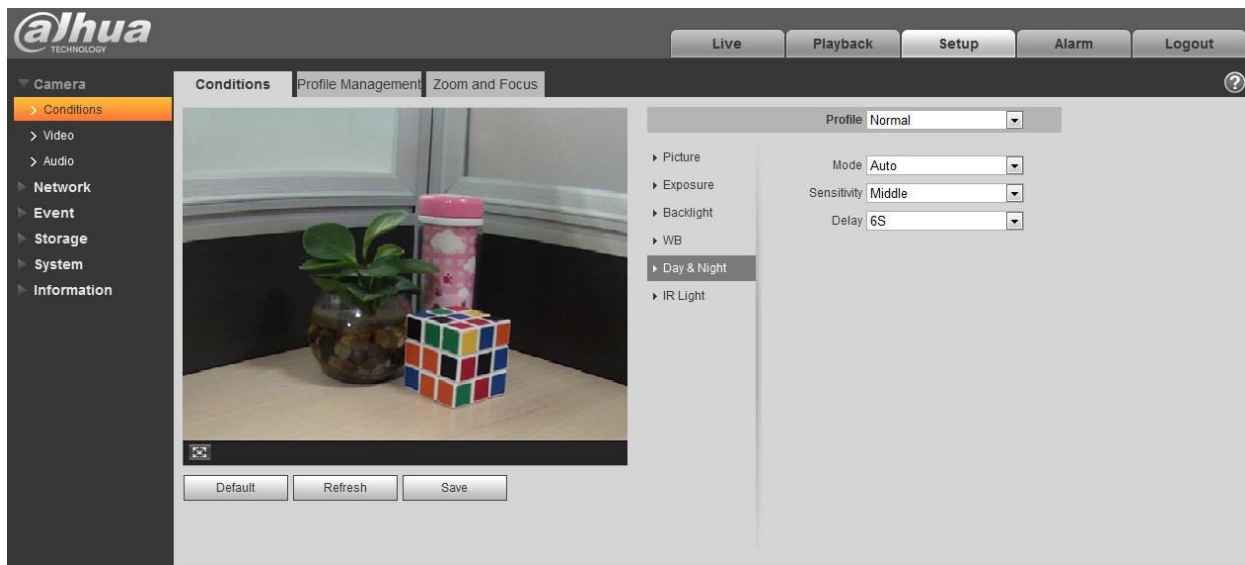 alhua
TECHNOLOGY
Live
Playback
Setup
Alarm
Logout
Camera
Conditions
Video
Audio
Network
Event
Storage
System
Information
Conditions
Profile Management
Zoom and Focus
?
Default
Refresh
Save
Profile Normal
Picture
Exposure
Backlight
WB
Day & Night
IR Light
Mode Auto
Sensitivity Middle
Delay 6S